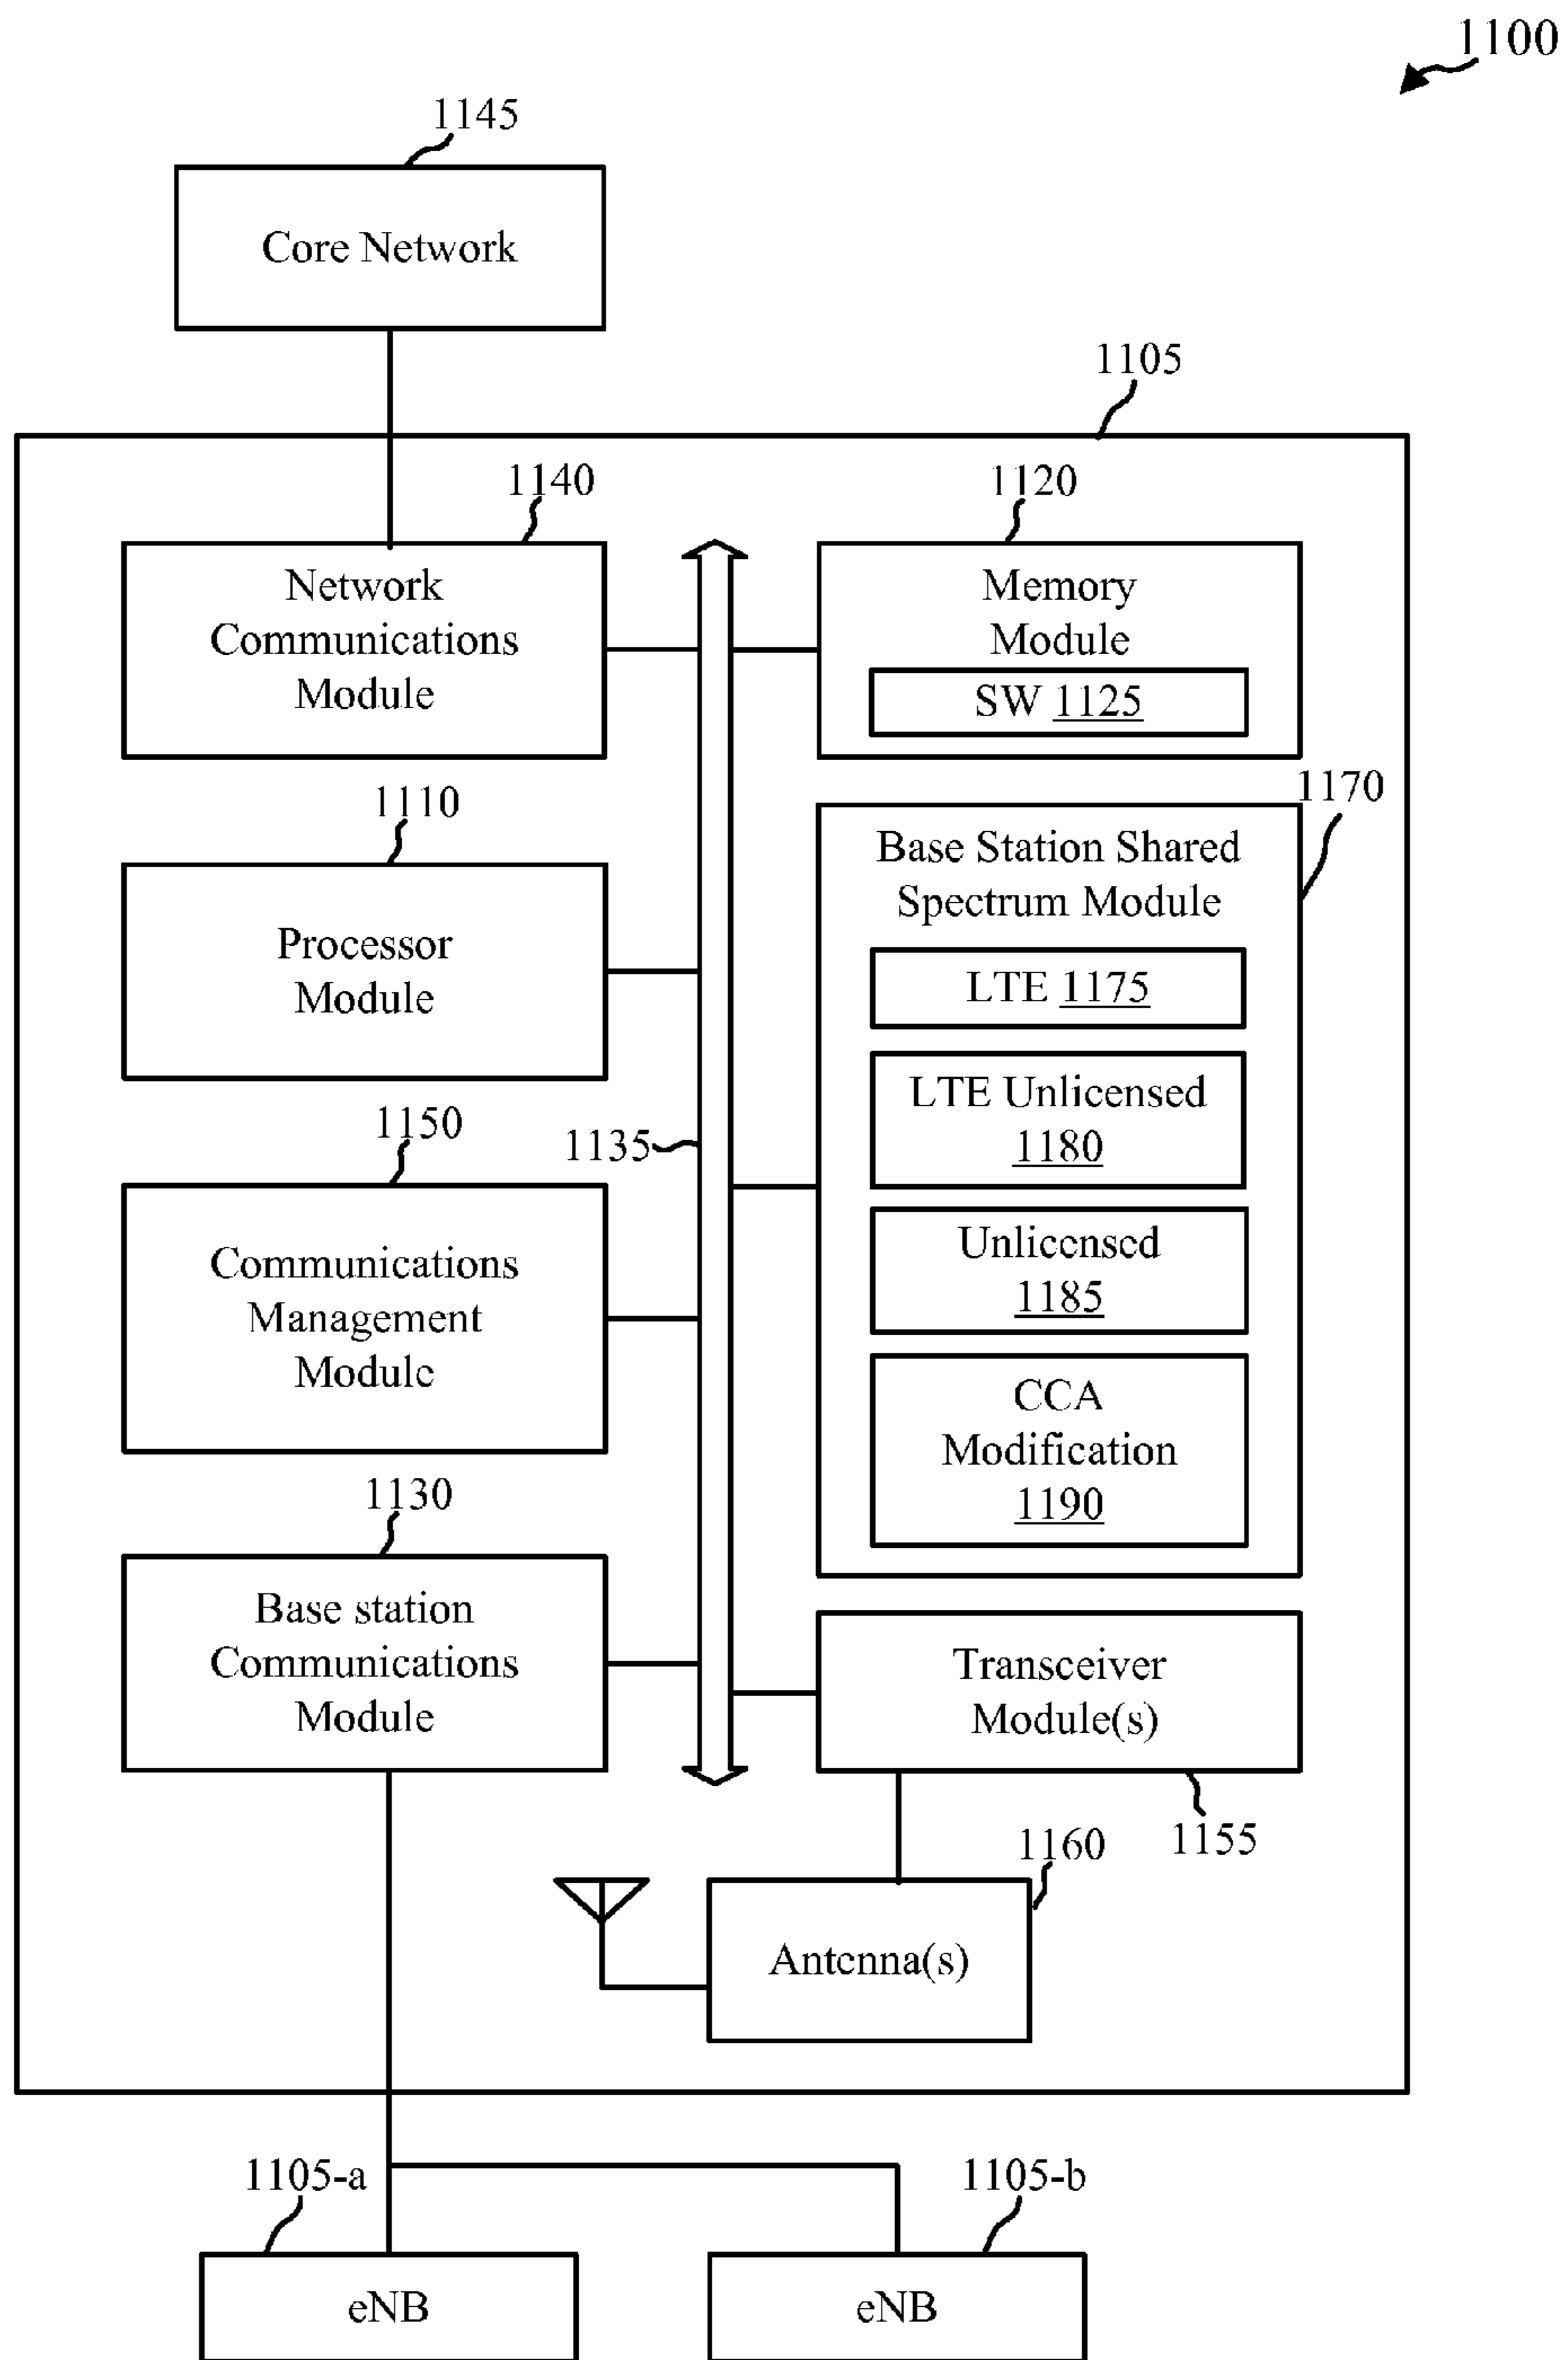 1100
1145
Core Network
1105
1140
Network
Communications
Module
1120
Memory
Module
SW 1125
1110
Processor
Module
1170
Base Station Shared
Spectrum Module
LTE 1175
LTE Unlicensed
1180
Unlicensed
1185
CCA
Modification
1190
1135
1150
Communications
Management
Module
1130
Base station
Communications
Module
Transceiver
Module(s)
1155
1160
Antenna(s)
1105-a
eNB
1105-b
eNB